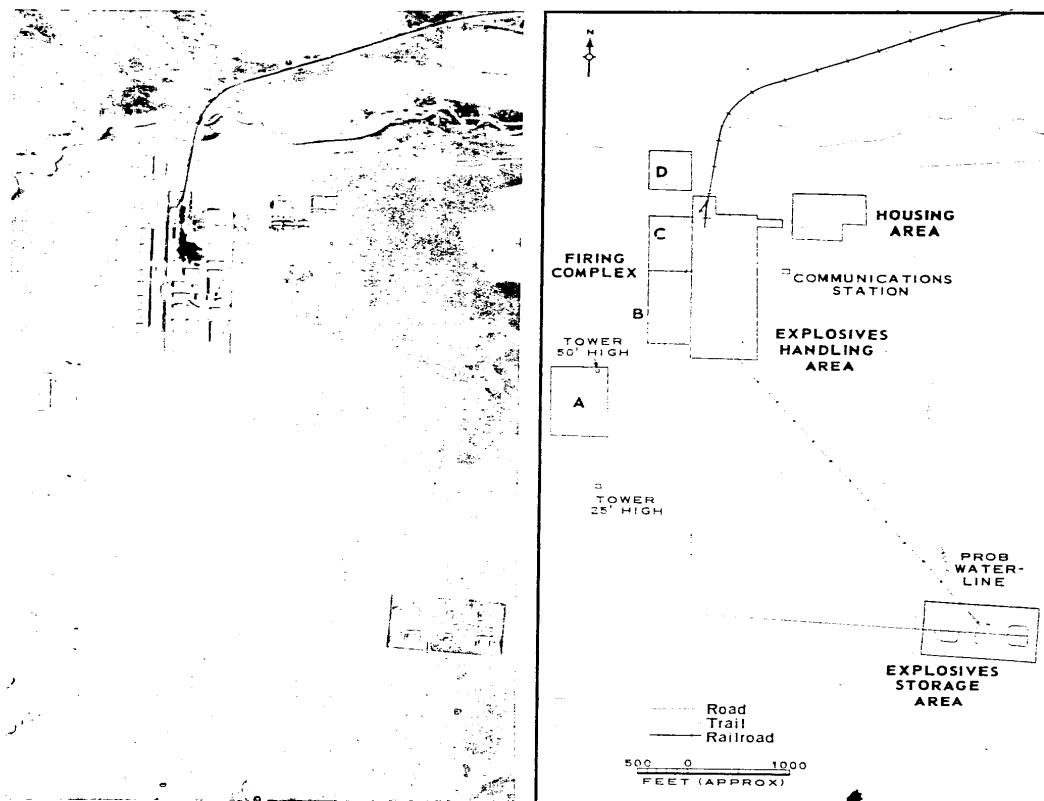 N
D
C
B
A
HOUSING
AREA
FIRING
COMPLEX
COMMUNICATIONS
STATION
EXPLOSIVES
HANDLING
AREA
TOWER
50' HIGH
TOWER
25' HIGH
PROB
WATER-
LINE
EXPLOSIVES
STORAGE
AREA
Road
Trail
Railroad
500 0 1000
FEET (APPROX)